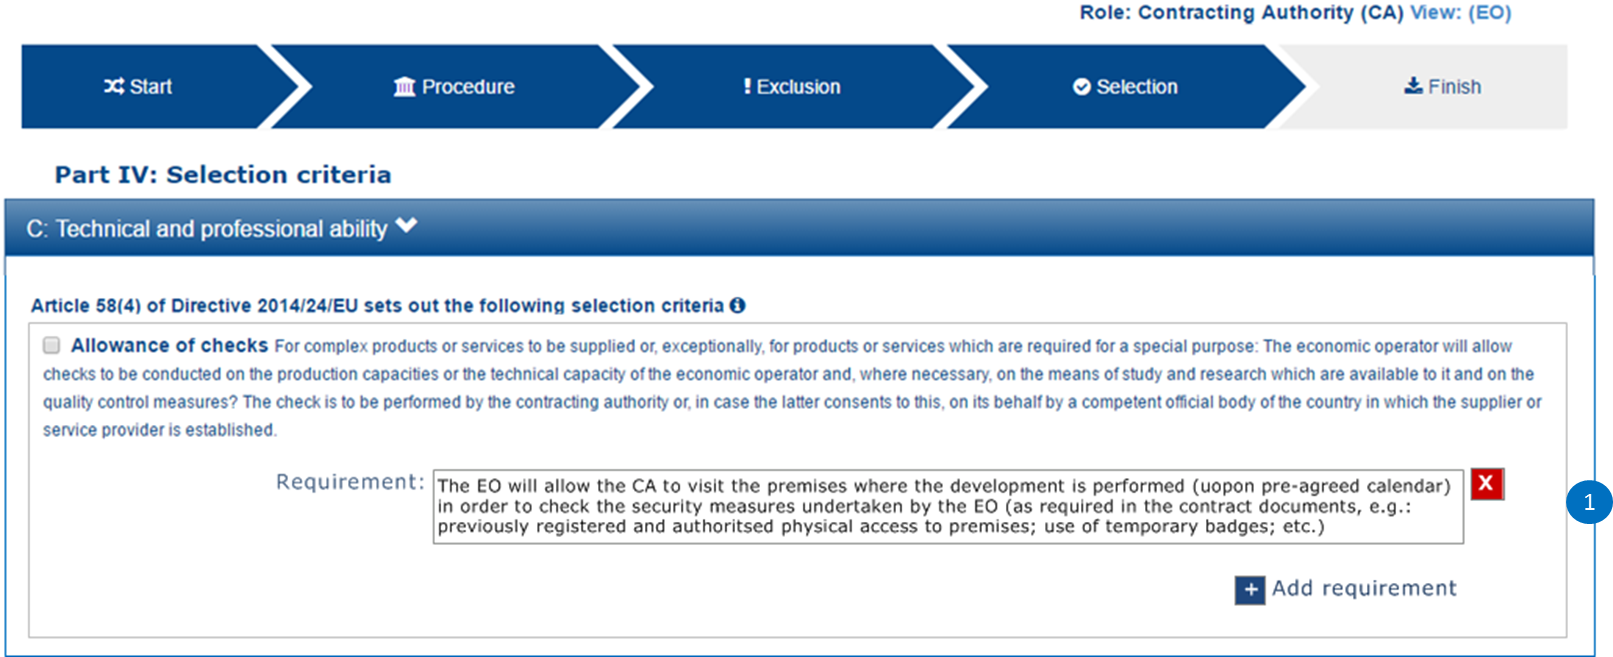 Role: Contracting Authority (CA) View: (EO)
Start
Procedure
! Exclusion
Selection
Finish
Part IV: Selection criteria
C: Technical and professional ability
Article 58(4) of Directive 2014/24/EU sets out the following selection criteria
Allowance of checks For complex products or services to be supplied or, exceptionally, for products or services which are required for a special purpose: The economic operator will allow
checks to be conducted on the production capacities or the technical capacity of the economic operator and, where necessary, on the means of study and research which are available to it and on the
quality control measures? The check is to be performed by the contracting authority or, in case the latter consents to this, on its behalf by a competent official body of the country in which the supplier or
service provider is established.
Requirement:
The EO will allow the CA to visit the premises where the development is performed (uopon pre-agreed calendar)
in order to check the security measures undertaken by the EO (as required in the contract documents, e.g.:
previously registered and authoritsed physical access to premises; use of temporary badges; etc.)
X
1
+ Add requirement